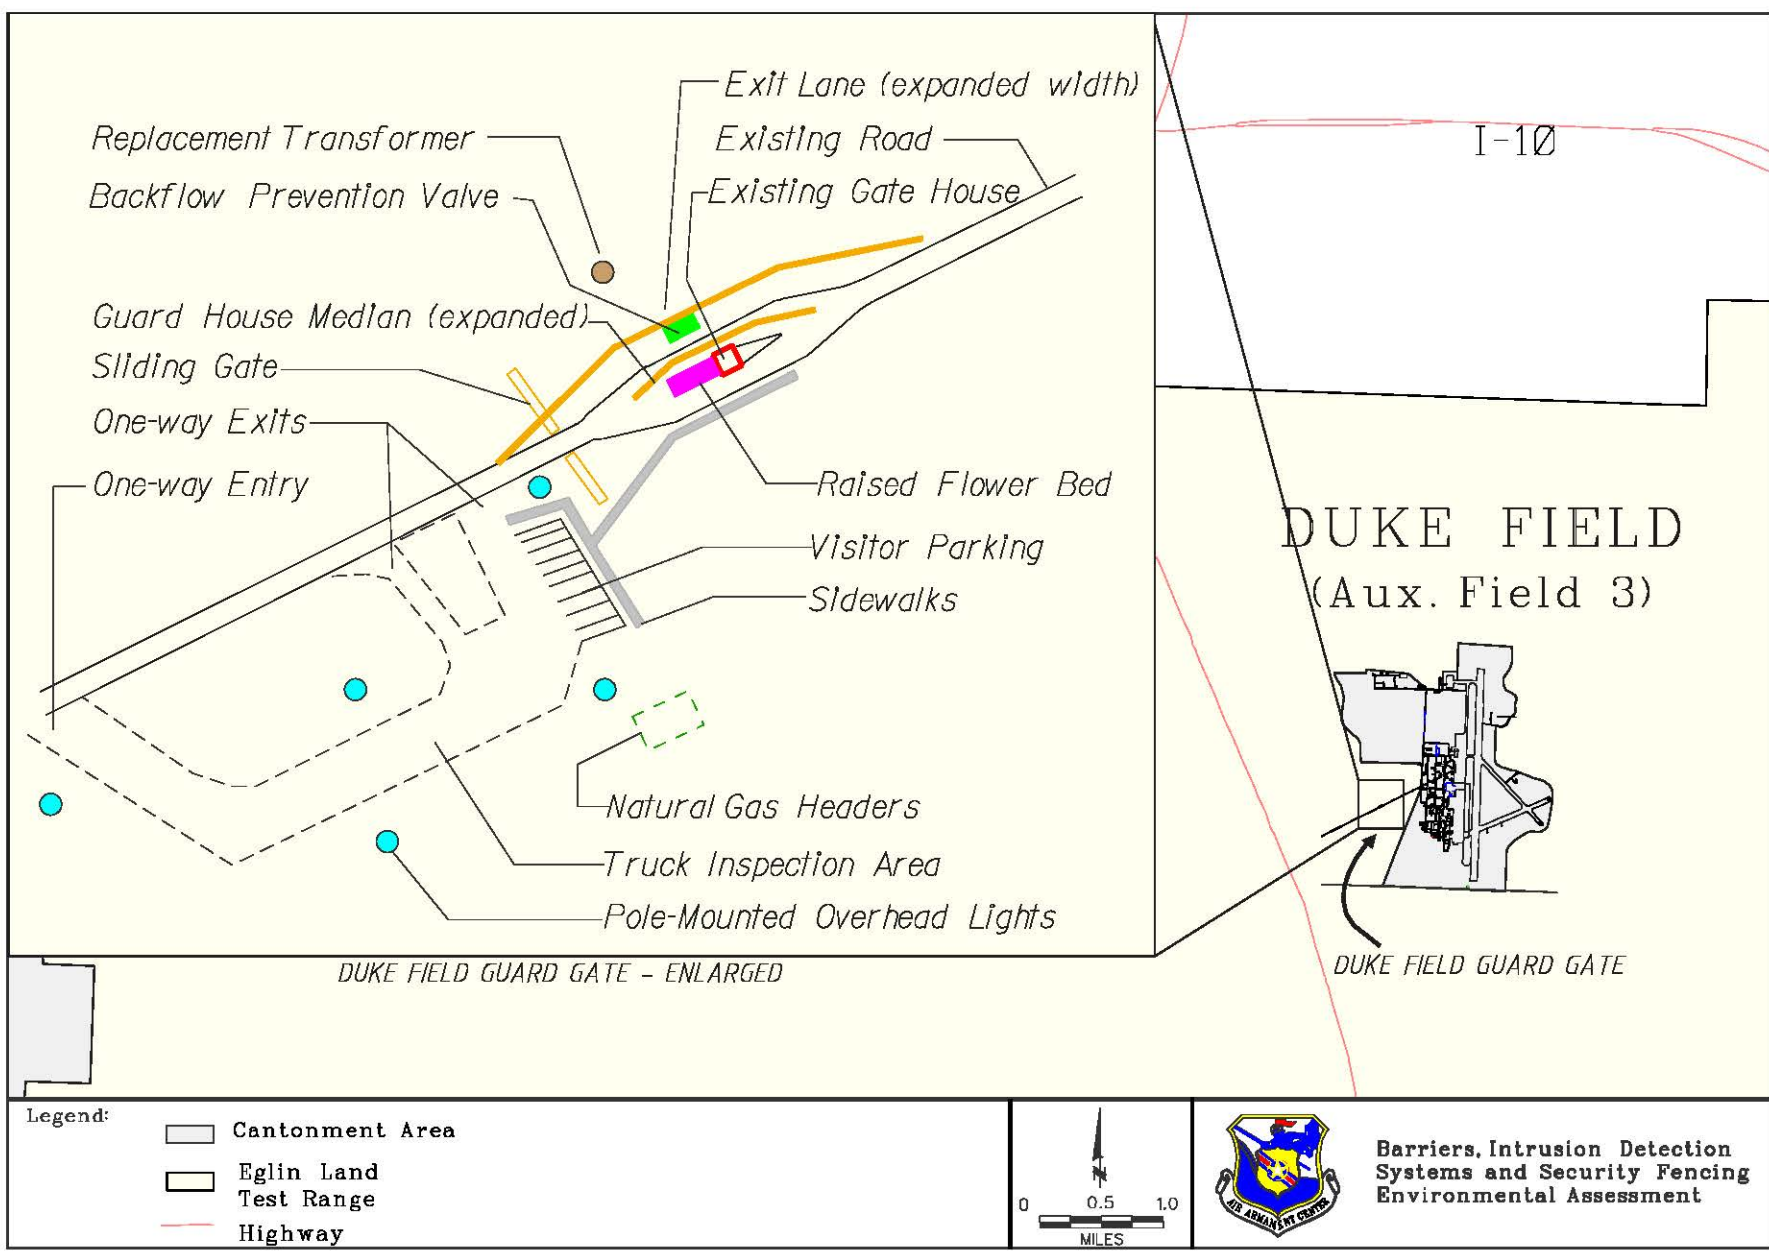 Exit Lane (expanded width)
Replacement Transformer
Existing Road
I-10
Backflow Prevention Valve
Existing Gate House
Guard House Median (expanded)
Sliding Gate
One-way Exits
One-way Entry
Raised Flower Bed
Visitor Parking
Sidewalks
DUKE FIELD
(Aux. Field 3)
Natural Gas Headers
Truck Inspection Area
Pole-Mounted Overhead Lights
DUKE FIELD GUARD GATE - ENLARGED
DUKE FIELD GUARD GATE
Legend:
Cantonment Area
Eglin Land
Test Range
Highway
N
0 0.5 1.0
MILES
AIR ARMAMENT CENTER
Barriers, Intrusion Detection
Systems and Security Fencing
Environmental Assessment